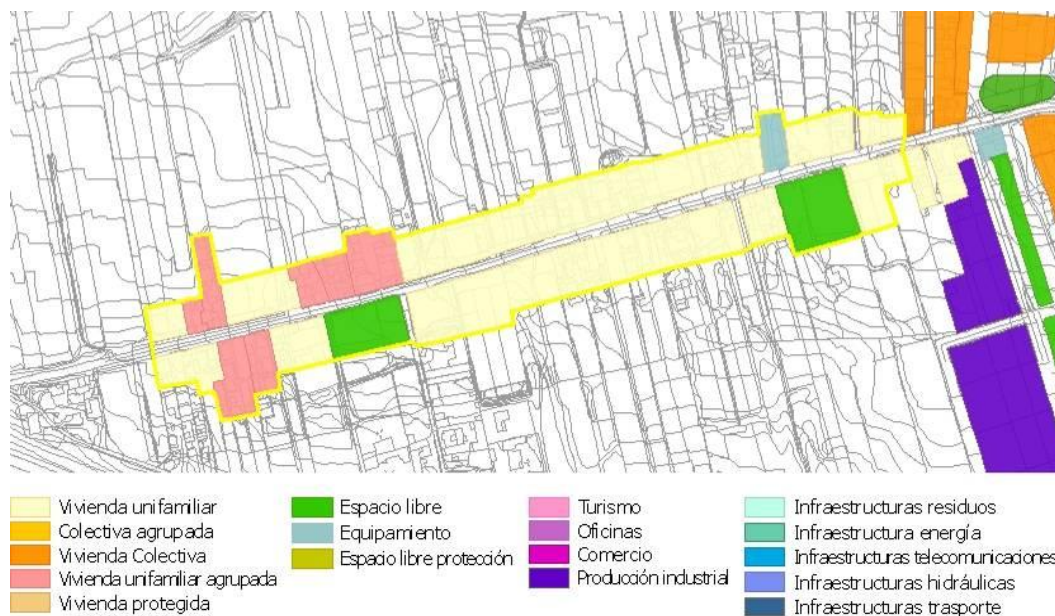 Vivienda unifamiliar
Colectiva agrupada
Vivienda Colectiva
Vivienda unifamiliar agrupada
Vivienda protegida
Espacio libre
Equipamiento
Espacio libre protección
Turismo
Oficinas
Comercio
Producción industrial
Infraestructuras residuos
Infraestructura energía
Infraestructuras telecomunicaciones
Infraestructuras hidráulicas
Infraestructuras trasporte